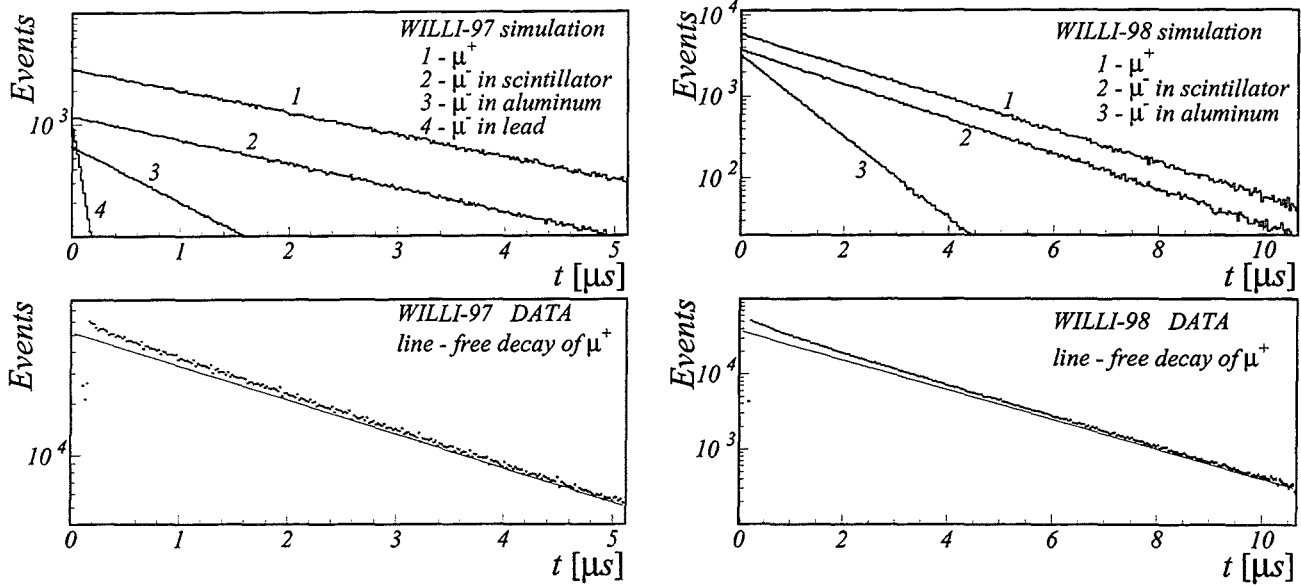 Events
WILLI-97 simulation
1 - μ⁺
2 - μ⁻ in scintillator
3 - μ⁻ in aluminum
4 - μ⁻ in lead
10³
1
2
3
4
0 1 2 3 4 5
t [μs]
Events
WILLI-98 simulation
1 - μ⁺
2 - μ⁻ in scintillator
3 - μ⁻ in aluminum
10⁴
10³
10²
1
2
3
0 2 4 6 8 10
t [μs]
Events
WILLI-97 DATA
line - free decay of μ⁺
10⁴
0 1 2 3 4 5
t [μs]
Events
WILLI-98 DATA
line - free decay of μ⁺
10⁴
10³
0 2 4 6 8 10
t [μs]